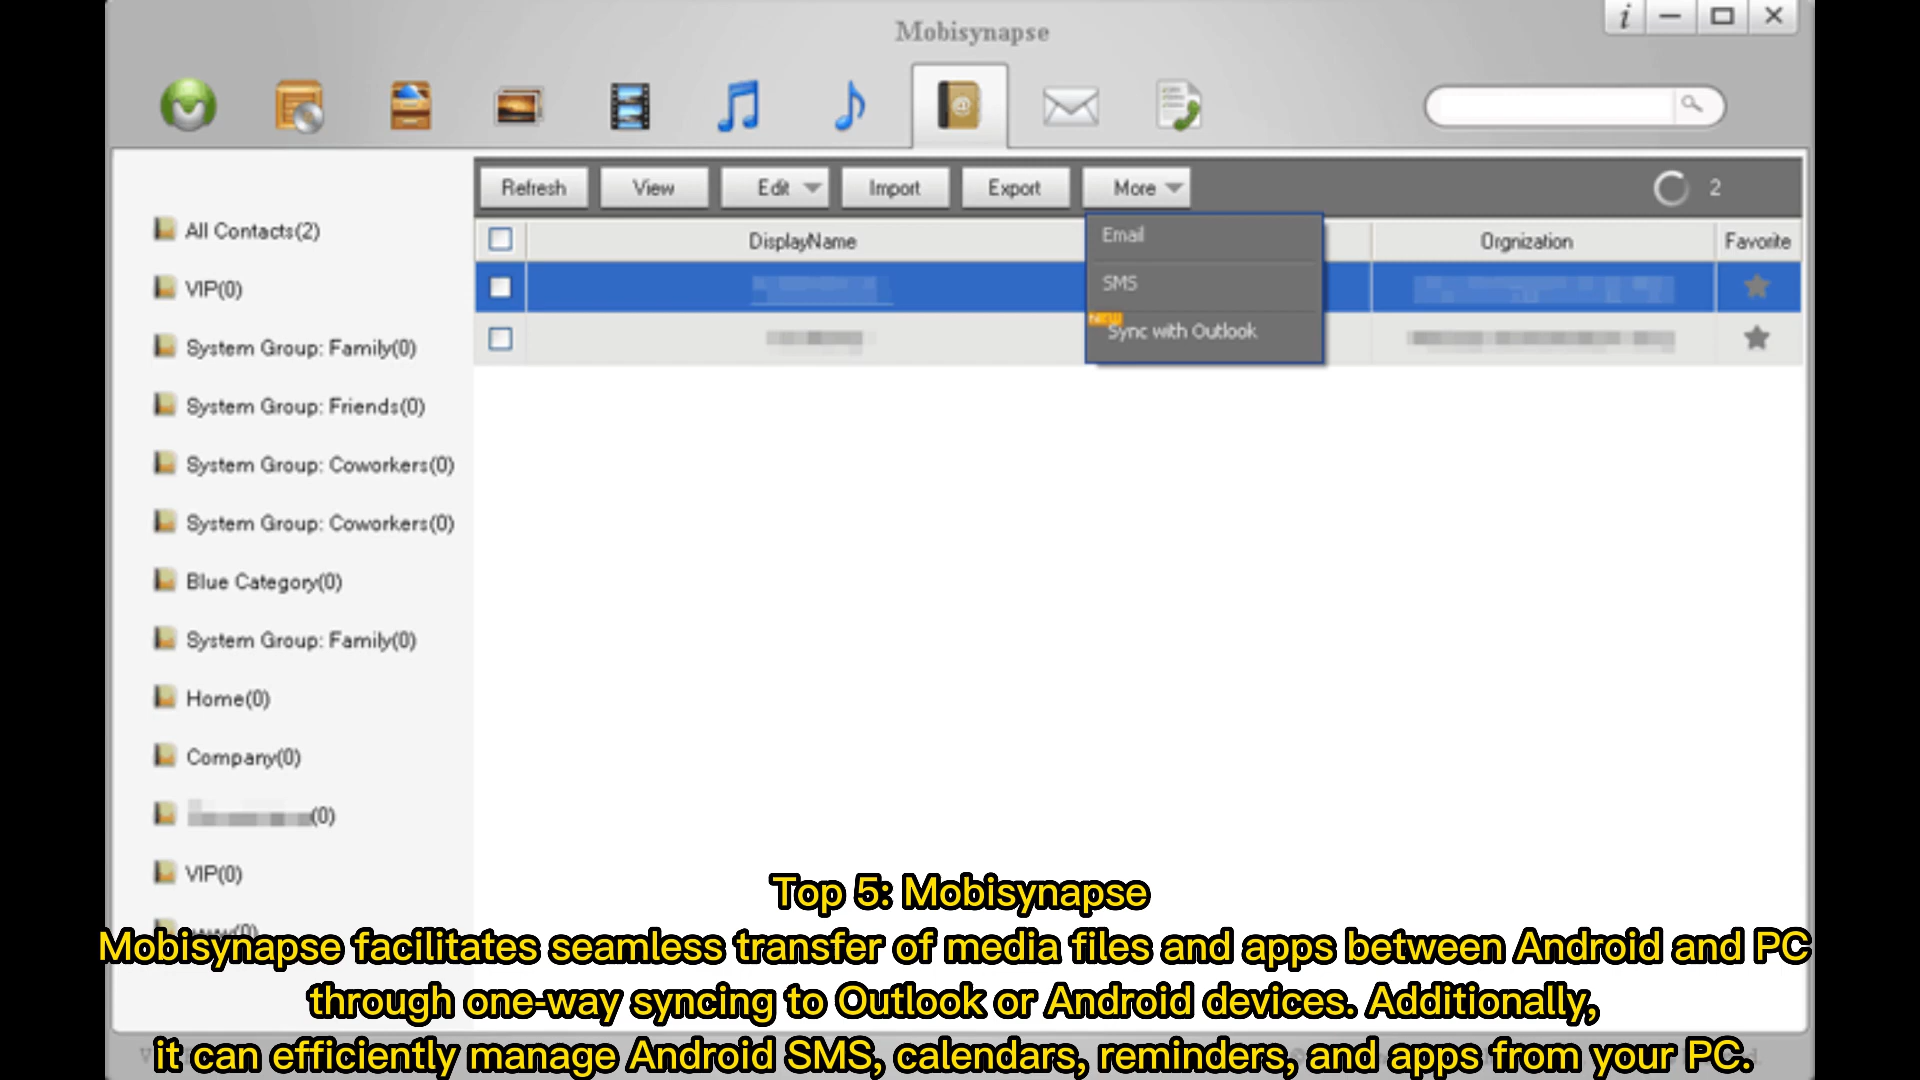 Mobisynapse
i
Refresh View Edit Import Export More 2
DisplayName Orgnization Favorite
Email
SMS
NEW
Sync with Outlook
All Contacts(2)
VIP(0)
System Group: Family(0)
System Group: Friends(0)
System Group: Coworkers(0)
System Group: Coworkers(0)
Blue Category(0)
System Group: Family(0)
Home(0)
Company(0)
(0)
VIP(0)
Top 5: Mobisynapse
Mobisynapse facilitates seamless transfer of media files and apps between Android and PC
through one-way syncing to Outlook or Android devices. Additionally,
it can efficiently manage Android SMS, calendars, reminders, and apps from your PC.